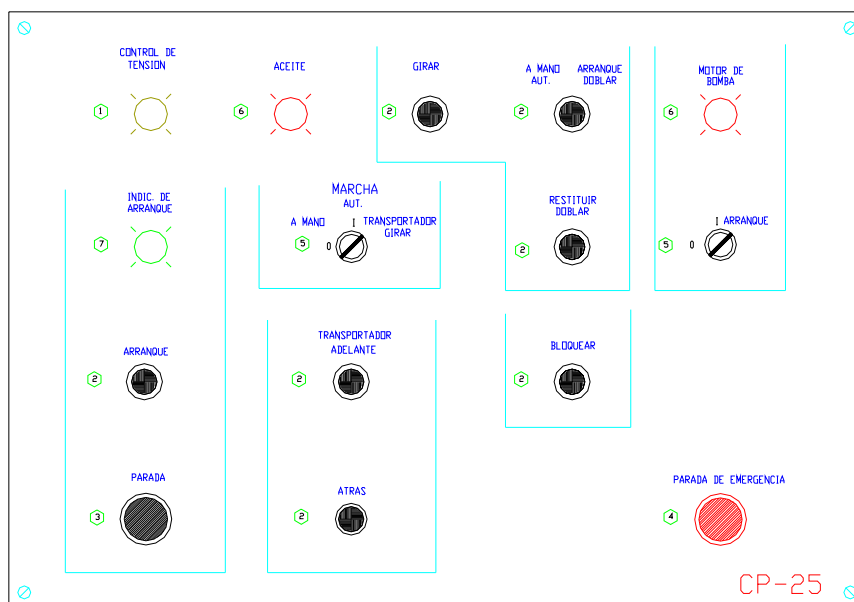 CONTROL DE
TENSION
1
ACEITE
6
GIRAR
2
A MANO ARRANQUE
AUT. DOBLAR
2
MOTOR DE
BOMBA
6
INDIC. DE
ARRANQUE
7
MARCHA
AUT.
A MANO I TRANSPORTADOR
GIRAR
5 0
RESTITUIR
DOBLAR
2
I ARRANQUE
5 0
ARRANQUE
2
TRANSPORTADOR
ADELANTE
2
BLOQUEAR
2
PARADA
3
ATRAS
2
PARADA DE EMERGENCIA
4
CP-25